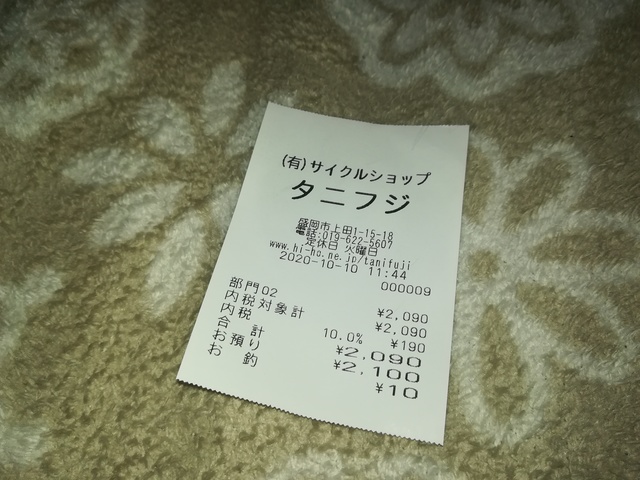 (有)サイクルショップ
タニフジ
盛岡市上田1-15-18
電話:019-622-5607
定休日 火曜日
www.hi-ho.ne.jp/tanifuji
2020-10-10 11:44
000009
部門02 ¥2,090
内税対象計 ¥2,090
内税 10.0% ¥190
合 計 ¥2,090
お預り ¥2,100
お 釣 ¥10